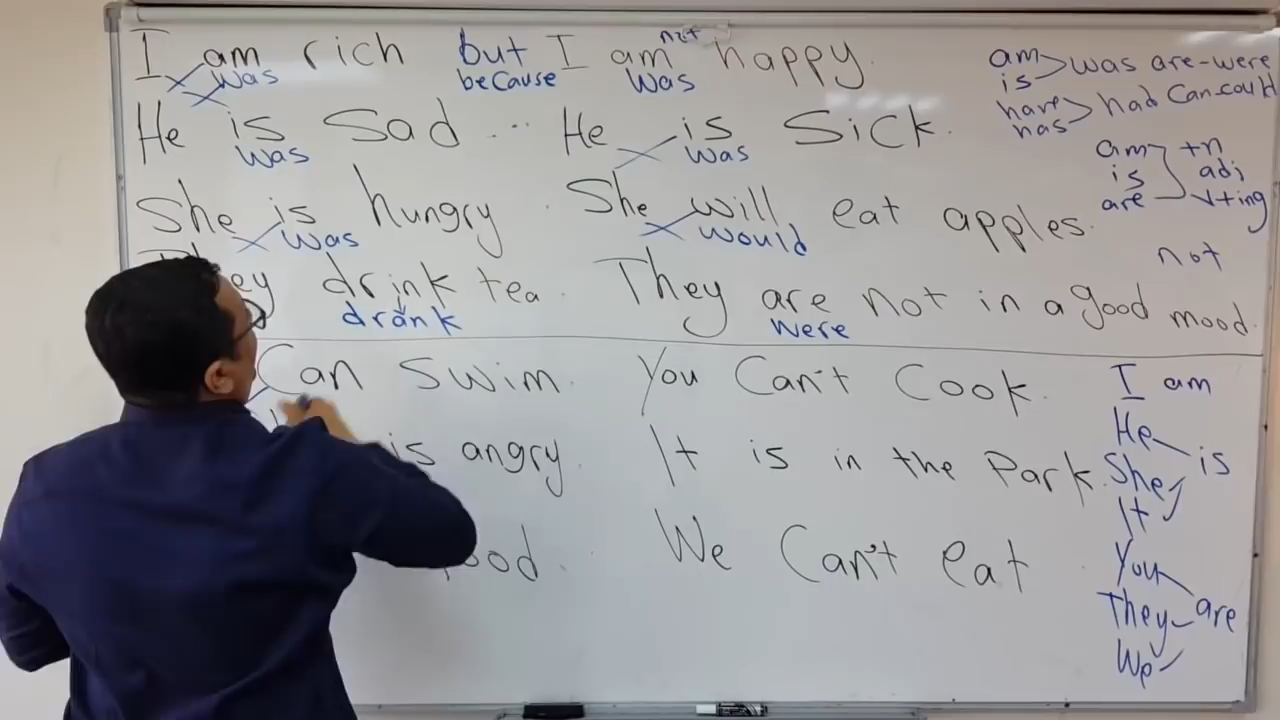 I am rich but I am not happy.
was because was
He is Sad ... He is Sick.
was was
She is hungry. She will eat apples.
was would
drink tea. They are not in a good mood.
drank were
Can Swim. You Can't Cook.
is angry. It is in the Park.
We Can't eat
am
is
was are-were
have
has
had Can-could
am
is
are
+n
adj
v+ing
not
I am
He
She
It
is
You
They
We
are